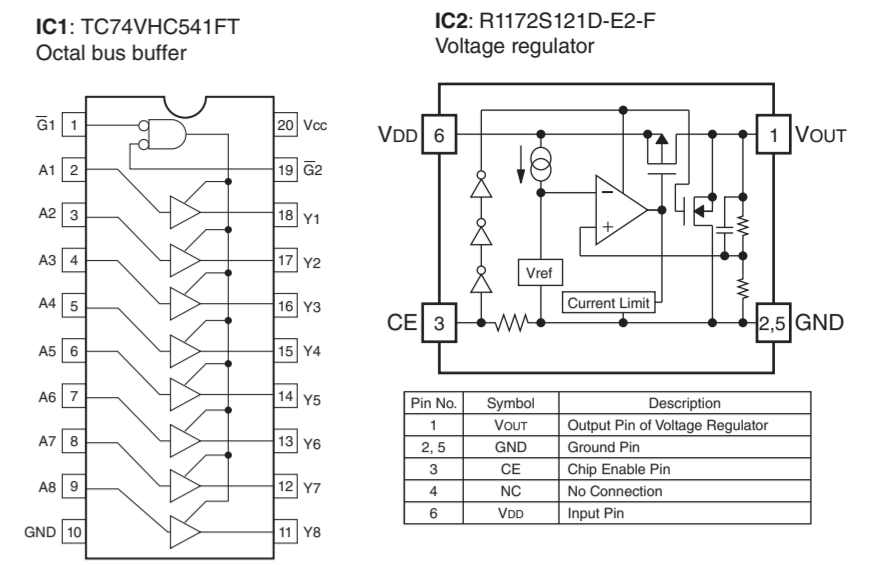 IC1: TC74VHC541FT
Octal bus buffer
G̅1 1
20 Vcc
A1 2
19 G̅2
A2 3
18 Y1
A3 4
17 Y2
A4 5
16 Y3
A5 6
15 Y4
A6 7
14 Y5
A7 8
13 Y6
A8 9
12 Y7
GND 10
11 Y8
IC2: R1172S121D-E2-F
Voltage regulator
VDD 6
1 VOUT
−
+
Vref
Current Limit
CE 3
2,5 GND
Pin No. Symbol Description
1 VOUT Output Pin of Voltage Regulator
2, 5 GND Ground Pin
3 CE Chip Enable Pin
4 NC No Connection
6 VDD Input Pin